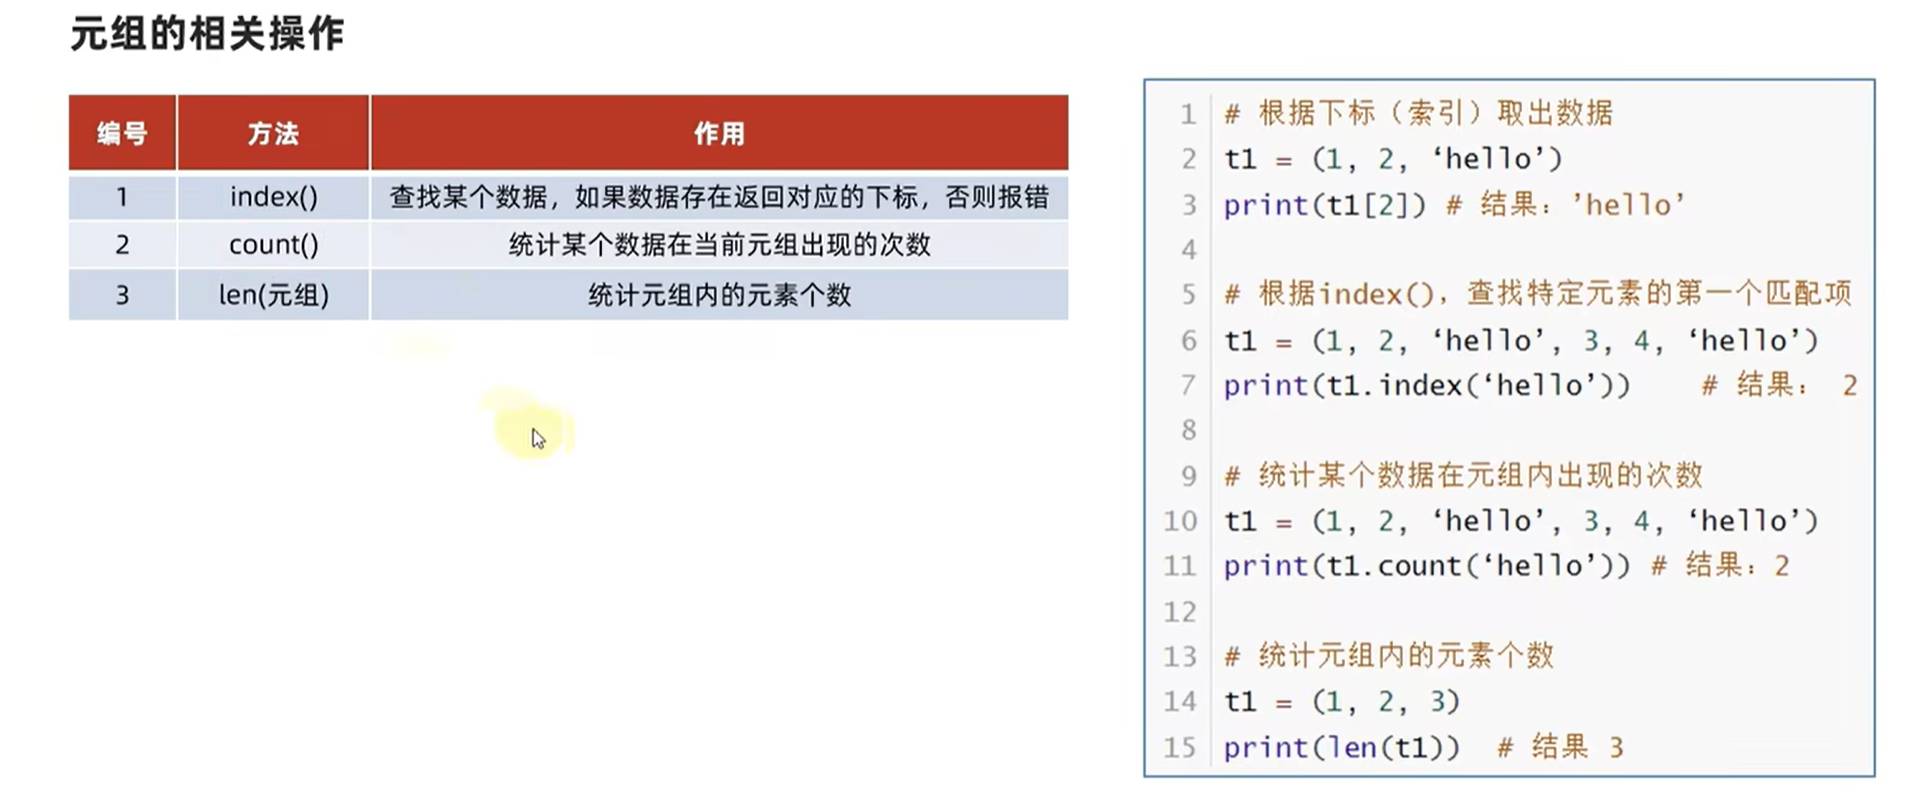 元组的相关操作
编号 方法 作用
1 index() 查找某个数据，如果数据存在返回对应的下标，否则报错
2 count() 统计某个数据在当前元组出现的次数
3 len(元组) 统计元组内的元素个数
1 # 根据下标（索引）取出数据
2 t1 = (1, 2, ‘hello’)
3 print(t1[2]) # 结果：’hello’
4
5 # 根据index()，查找特定元素的第一个匹配项
6 t1 = (1, 2, ‘hello’, 3, 4, ‘hello’)
7 print(t1.index(‘hello’)) # 结果： 2
8
9 # 统计某个数据在元组内出现的次数
10 t1 = (1, 2, ‘hello’, 3, 4, ‘hello’)
11 print(t1.count(‘hello’)) # 结果：2
12
13 # 统计元组内的元素个数
14 t1 = (1, 2, 3)
15 print(len(t1)) # 结果 3